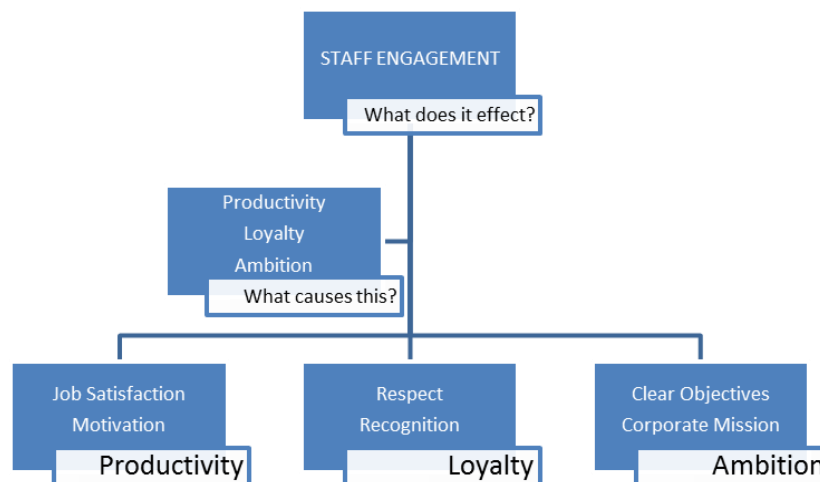 STAFF ENGAGEMENT
What does it effect?
Productivity
Loyalty
Ambition
What causes this?
Job Satisfaction
Motivation
Productivity
Respect
Recognition
Loyalty
Clear Objectives
Corporate Mission
Ambition